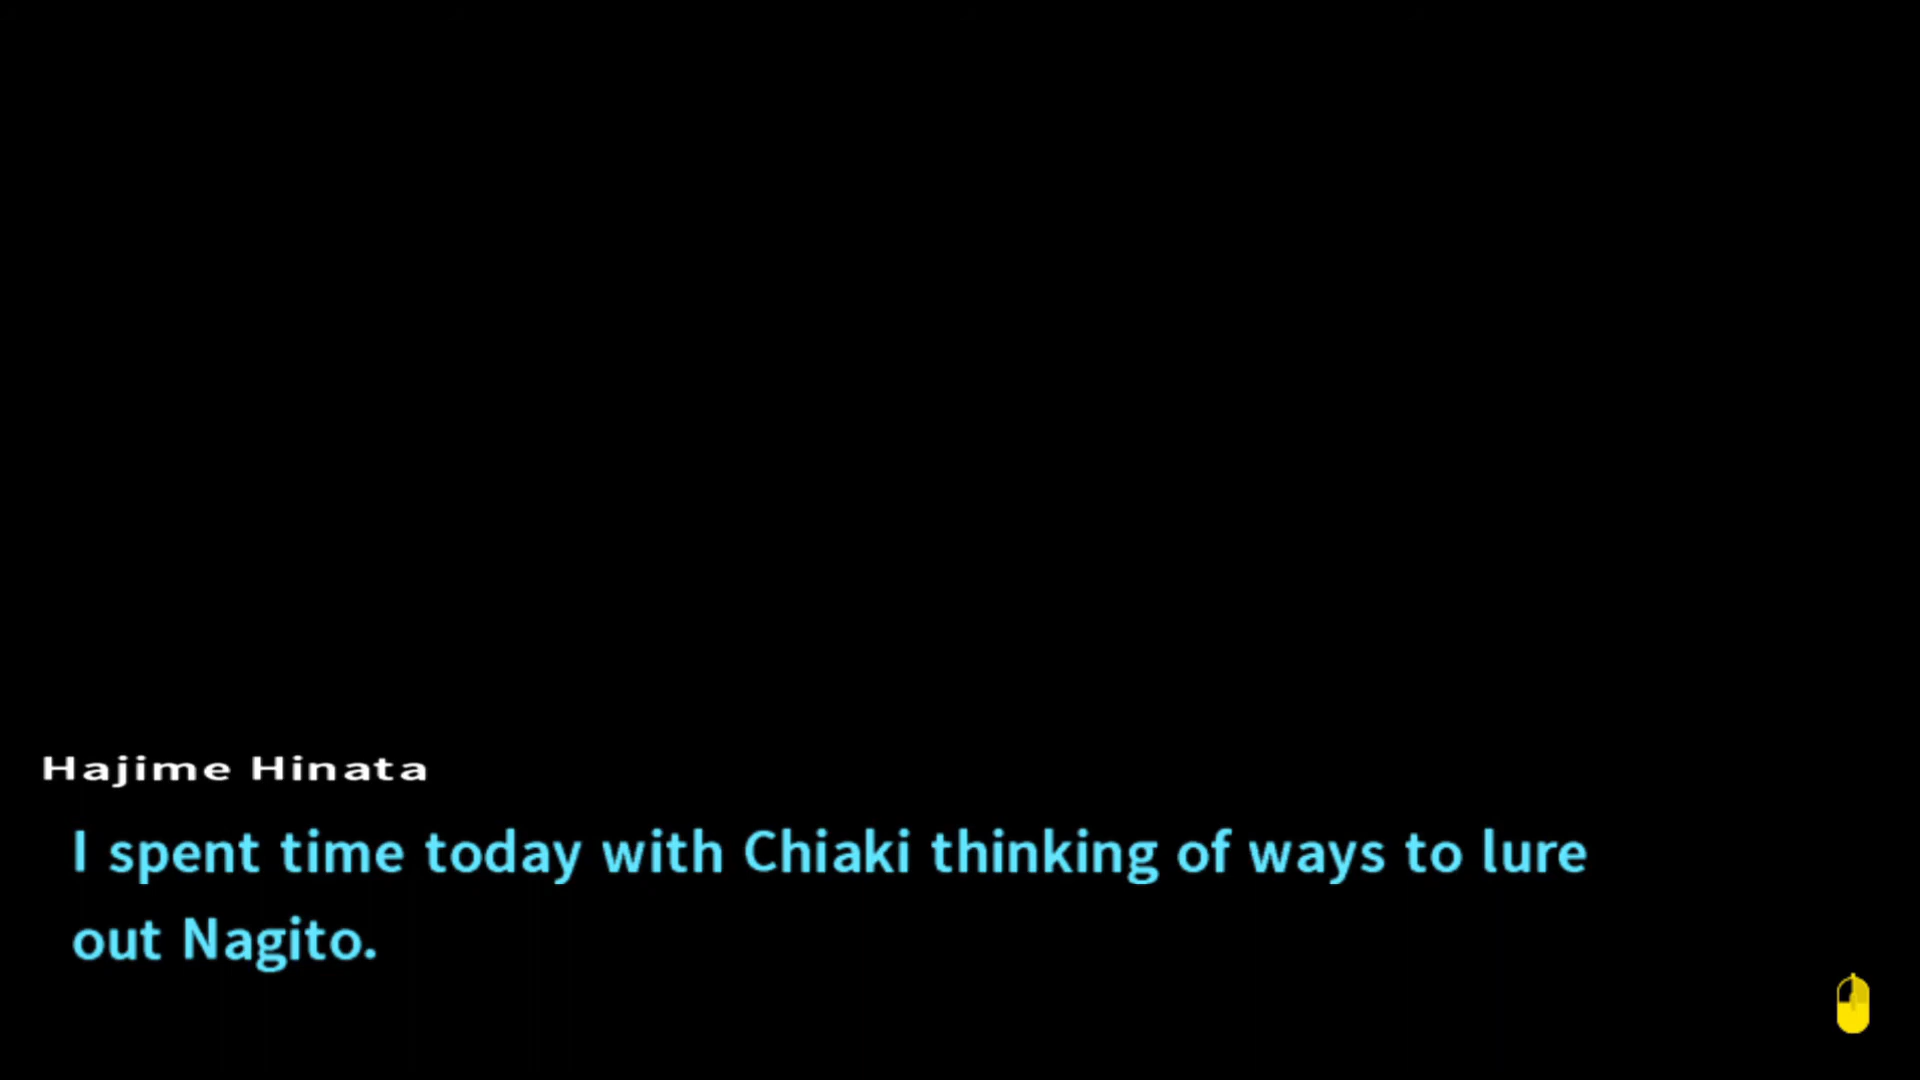 Hajime Hinata
I spent time today with Chiaki thinking of ways to lure
out Nagito.